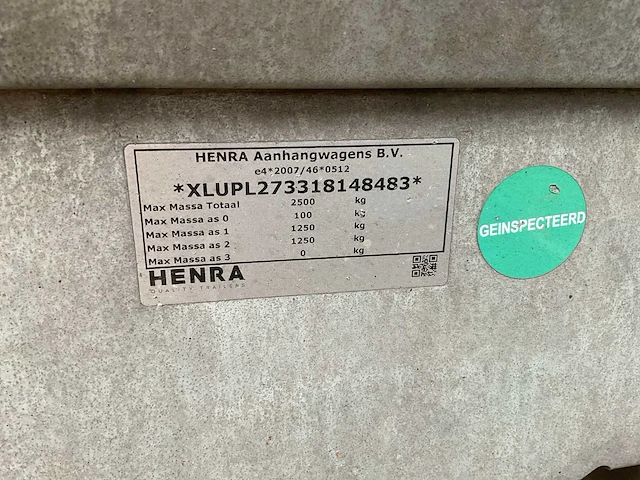 HENRA Aanhangwagens B.V.
e4*2007/46*0512
*XLUPL273318148483*
Max Massa Totaal 2500 kg
Max Massa as 0 100 kg
Max Massa as 1 1250 kg
Max Massa as 2 1250 kg
Max Massa as 3 0 kg
HENRA
QUALITY TRAILERS
GEINSPECTEERD